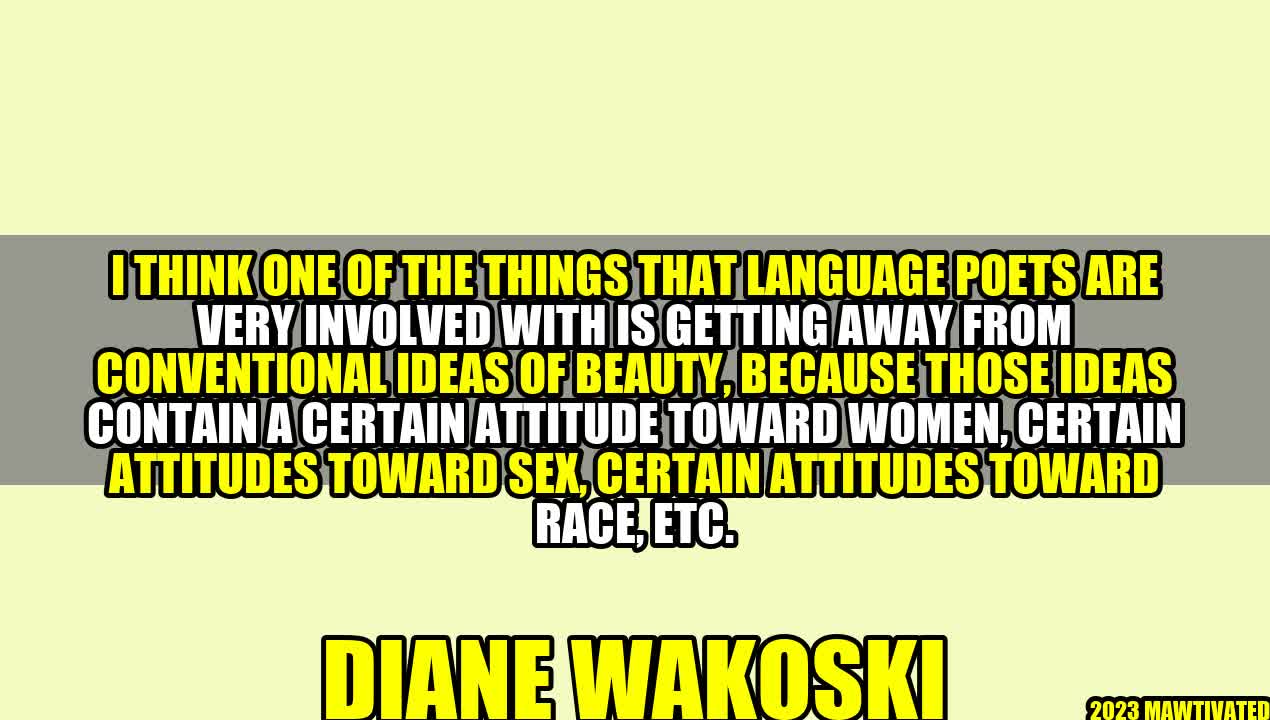 I THINK ONE OF THE THINGS THAT LANGUAGE POETS ARE
VERY INVOLVED WITH IS GETTING AWAY FROM
CONVENTIONAL IDEAS OF BEAUTY, BECAUSE THOSE IDEAS
CONTAIN A CERTAIN ATTITUDE TOWARD WOMEN, CERTAIN
ATTITUDES TOWARD SEX, CERTAIN ATTITUDES TOWARD
RACE, ETC.
DIANE WAKOSKI
2023 MAWTIVATED